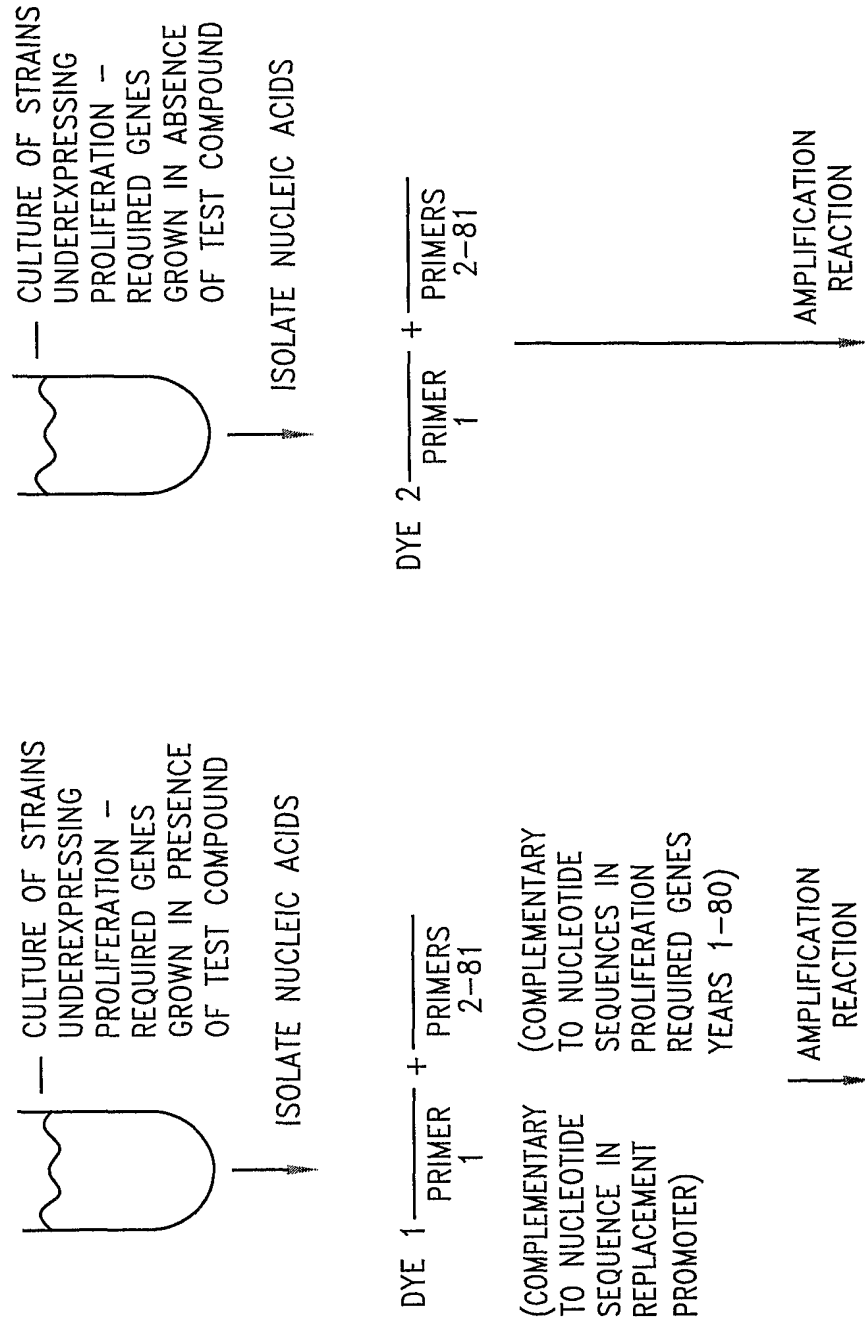 CULTURE OF STRAINS
UNDEREXPRESSING
PROLIFERATION –
REQUIRED GENES
GROWN IN PRESENCE
OF TEST COMPOUND
ISOLATE NUCLEIC ACIDS
DYE 1
PRIMER
1
+
PRIMERS
2–81
(COMPLEMENTARY
TO NUCLEOTIDE
SEQUENCE IN
REPLACEMENT
PROMOTER)
(COMPLEMENTARY
TO NUCLEOTIDE
SEQUENCES IN
PROLIFERATION
REQUIRED GENES
YEARS 1–80)
AMPLIFICATION
REACTION
CULTURE OF STRAINS
UNDEREXPRESSING
PROLIFERATION –
REQUIRED GENES
GROWN IN ABSENCE
OF TEST COMPOUND
ISOLATE NUCLEIC ACIDS
DYE 2
PRIMER
1
+
PRIMERS
2–81
AMPLIFICATION
REACTION